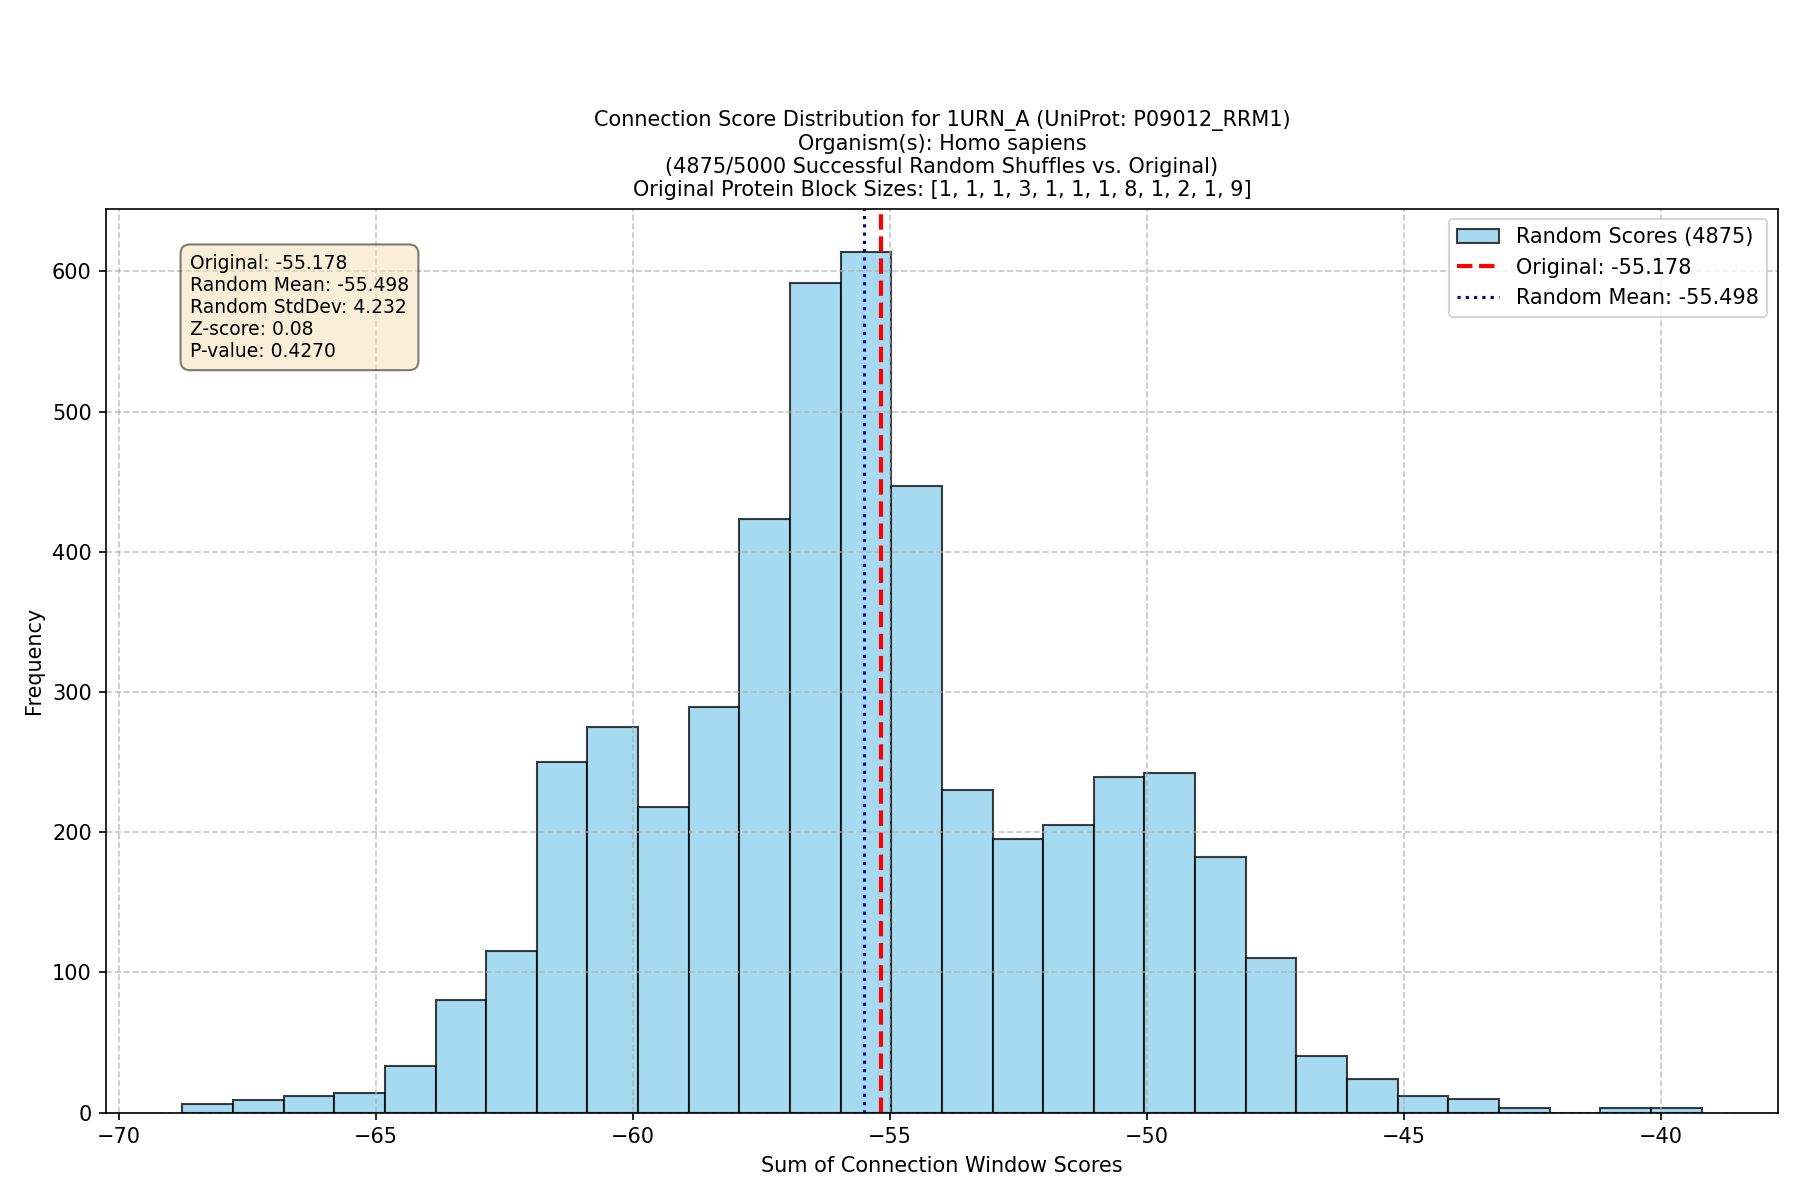 Connection Score Distribution for 1URN_A (UniProt: P09012_RRM1)
Organism(s): Homo sapiens
(4875/5000 Successful Random Shuffles vs. Original)
Original Protein Block Sizes: [1, 1, 1, 3, 1, 1, 1, 8, 1, 2, 1, 9]
Original: -55.178
Random Mean: -55.498
Random StdDev: 4.232
Z-score: 0.08
P-value: 0.4270
Random Scores (4875)
Original: -55.178
Random Mean: -55.498
Frequency
600
500
400
300
200
100
0
−70
−65
−60
−55
−50
−45
−40
Sum of Connection Window Scores